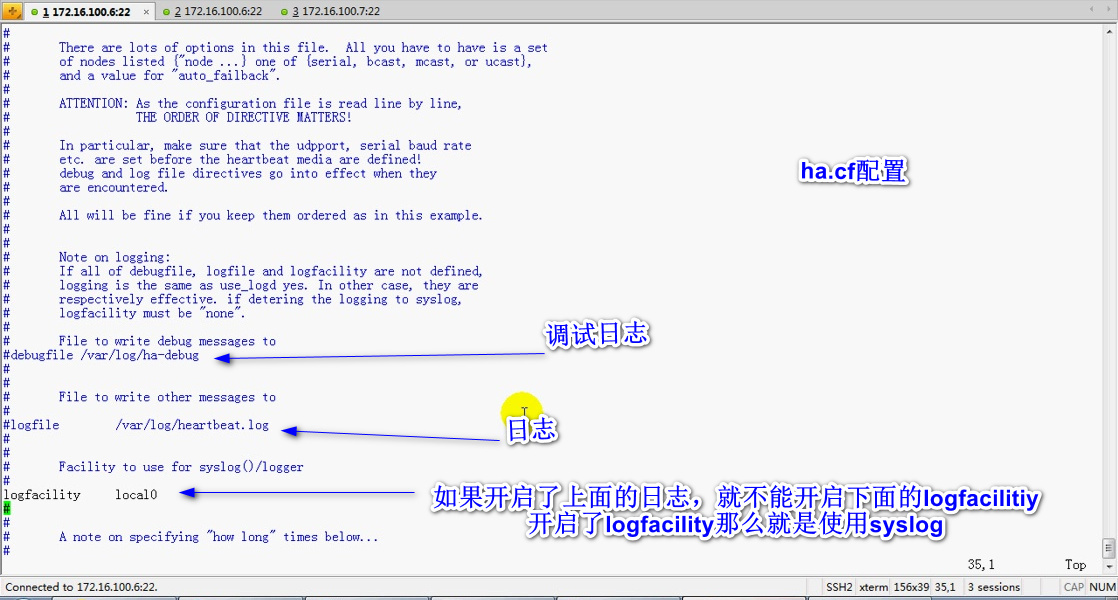 1 172.16.100.6:22 × 2 172.16.100.6:22 3 172.16.100.7:22
#
# There are lots of options in this file. All you have to have is a set
# of nodes listed {"node ...} one of {serial, bcast, mcast, or ucast},
# and a value for "auto_failback".
#
# ATTENTION: As the configuration file is read line by line,
# THE ORDER OF DIRECTIVE MATTERS!
#
# In particular, make sure that the udpport, serial baud rate
# etc. are set before the heartbeat media are defined!
# debug and log file directives go into effect when they
# are encountered.
#
# All will be fine if you keep them ordered as in this example.
#
#
# Note on logging:
# If all of debugfile, logfile and logfacility are not defined,
# logging is the same as use_logd yes. In other case, they are
# respectively effective. if detering the logging to syslog,
# logfacility must be "none".
#
# File to write debug messages to
#debugfile /var/log/ha-debug
#
#
# File to write other messages to
#
#logfile /var/log/heartbeat.log
#
#
# Facility to use for syslog()/logger
#
logfacility local0
#
#
# A note on specifying "how long" times below...
#
ha.cf配置
调试日志
日志
如果开启了上面的日志，就不能开启下面的logfacilitiy
开启了logfacility那么就是使用syslog
35,1 Top
Connected to 172.16.100.6:22. SSH2 xterm 156x39 35,1 3 sessions CAP NUM